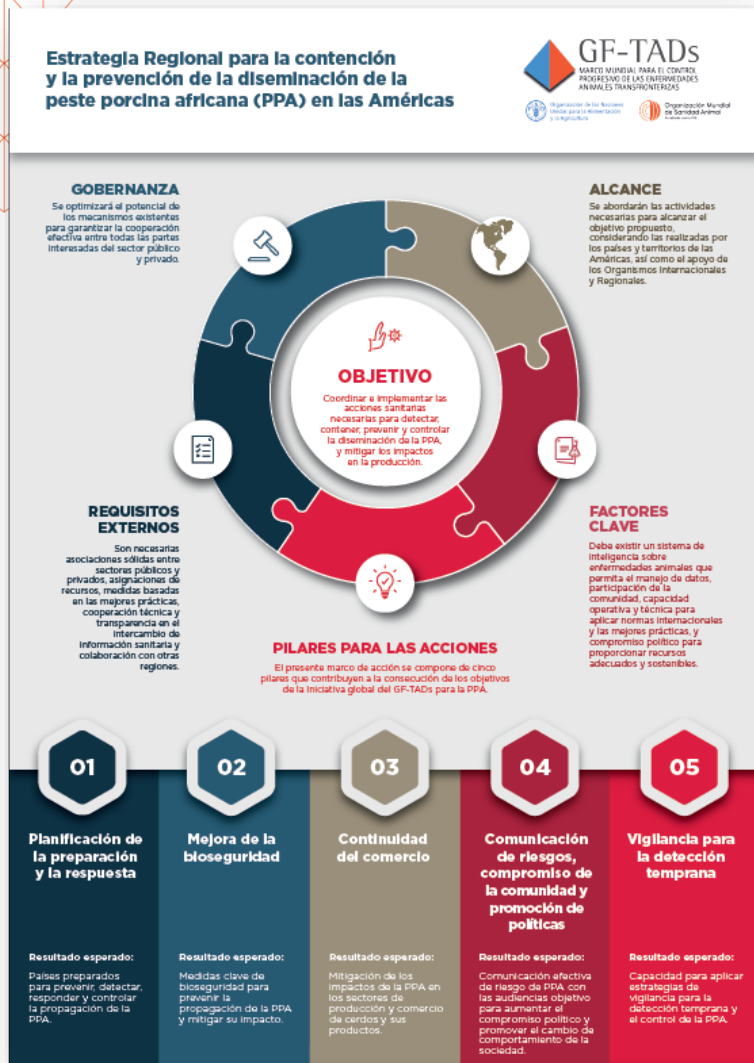 Estrategia Regional para la contención
y la prevención de la diseminación de la
peste porcina africana (PPA) en las Américas
GF-TADs
MARCO MUNDIAL PARA EL CONTROL
PROGRESIVO DE LAS ENFERMEDADES
ANIMALES TRANSFRONTERIZAS
Organización de las Naciones
Unidas para la Alimentación
y la Agricultura
Organización Mundial
de Sanidad Animal
GOBERNANZA
Se optimizará el potencial de
los mecanismos existentes
para garantizar la cooperación
efectiva entre todas las partes
interesadas del sector público
y privado.
ALCANCE
Se abordarán las actividades
necesarias para alcanzar el
objetivo propuesto,
considerando las realizadas por
los países y territorios de las
Américas, así como el apoyo de
los Organismos Internacionales
y Regionales.
OBJETIVO
Coordinar e implementar las
acciones sanitarias
necesarias para detectar,
contener, prevenir y controlar
la diseminación de la PPA,
y mitigar los impactos
en la producción.
REQUISITOS
EXTERNOS
Son necesarias
asociaciones sólidas entre
sectores públicos y
privados, asignaciones de
recursos, medidas basadas
en las mejores prácticas,
cooperación técnica y
transparencia en el
intercambio de
información sanitaria y
colaboración con otras
regiones.
FACTORES
CLAVE
Debe existir un sistema de
inteligencia sobre
enfermedades animales que
permita el manejo de datos,
participación de la
comunidad, capacidad
operativa y técnica para
aplicar normas internacionales
y las mejores prácticas, y
compromiso político para
proporcionar recursos
adecuados y sostenibles.
PILARES PARA LAS ACCIONES
El presente marco de acción se compone de cinco
pilares que contribuyen a la consecución de los objetivos
de la Iniciativa global del GF-TADs para la PPA.
01
Planificación de
la preparación
y la respuesta
Resultado esperado:
Países preparados
para prevenir, detectar,
responder y controlar
la propagación de la
PPA.
02
Mejora de la
bioseguridad
Resultado esperado:
Medidas clave de
bioseguridad para
prevenir la
propagación de la PPA
y mitigar su impacto.
03
Continuidad
del comercio
Resultado esperado:
Mitigación de los
impactos de la PPA en
los sectores de
producción y comercio
de cerdos y sus
productos.
04
Comunicación
de riesgos,
compromiso de
la comunidad y
promoción de
políticas
Resultado esperado:
Comunicación efectiva
de riesgo de PPA con
las audiencias objetivo
para aumentar el
compromiso político y
promover el cambio de
comportamiento de la
sociedad.
05
Vigilancia para
la detección
temprana
Resultado esperado:
Capacidad para aplicar
estrategias de
vigilancia para la
detección temprana y
el control de la PPA.